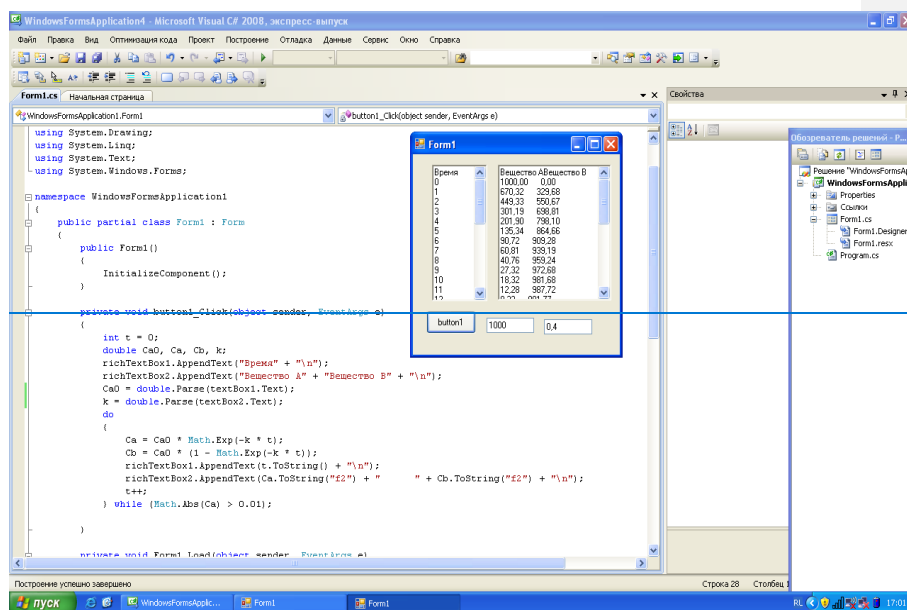 WindowsFormsApplication4 - Microsoft Visual C# 2008, экспресс-выпуск
Файл Правка Вид Оптимизация кода Проект Построение Отладка Данные Сервис Окно Справка
Form1.cs Начальная страница
WindowsFormsApplication1.Form1 button1_Click(object sender, EventArgs e)
using System.Drawing;
using System.Linq;
using System.Text;
using System.Windows.Forms;
namespace WindowsFormsApplication1
{
public partial class Form1 : Form
{
public Form1()
{
InitializeComponent();
}
private void button1_Click(object sender, EventArgs e)
{
int t = 0;
double Ca0, Ca, Cb, k;
richTextBox1.AppendText("Время" + "\n");
richTextBox2.AppendText("Вещество A" + "Вещество B" + "\n");
Ca0 = double.Parse(textBox1.Text);
k = double.Parse(textBox2.Text);
do
{
Ca = Ca0 * Math.Exp(-k * t);
Cb = Ca0 * (1 - Math.Exp(-k * t));
richTextBox1.AppendText(t.ToString() + "\n");
richTextBox2.AppendText(Ca.ToString("f2") + " " + Cb.ToString("f2") + "\n");
t++;
} while (Math.Abs(Ca) > 0.01);
}
private void Form1_Load(object sender, EventArgs e)
Form1
Время
0
1
2
3
4
5
6
7
8
9
10
11
12
Вещество АВещество В
1000,00 0,00
670,32 329,68
449,33 550,67
301,19 698,81
201,90 798,10
135,34 864,66
90,72 909,28
60,81 939,19
40,76 959,24
27,32 972,68
18,32 981,68
12,28 987,72
button1 1000 0,4
Свойства
Обозреватель решений - Р...
Решение "WindowsFormsAp
WindowsFormsAppli
Properties
Ссылки
Form1.cs
Form1.Designer
Form1.resx
Program.cs
Построение успешно завершено Строка 28 Столбец
пуск WindowsFormsApplic... Form1 Form1 RL 17:01